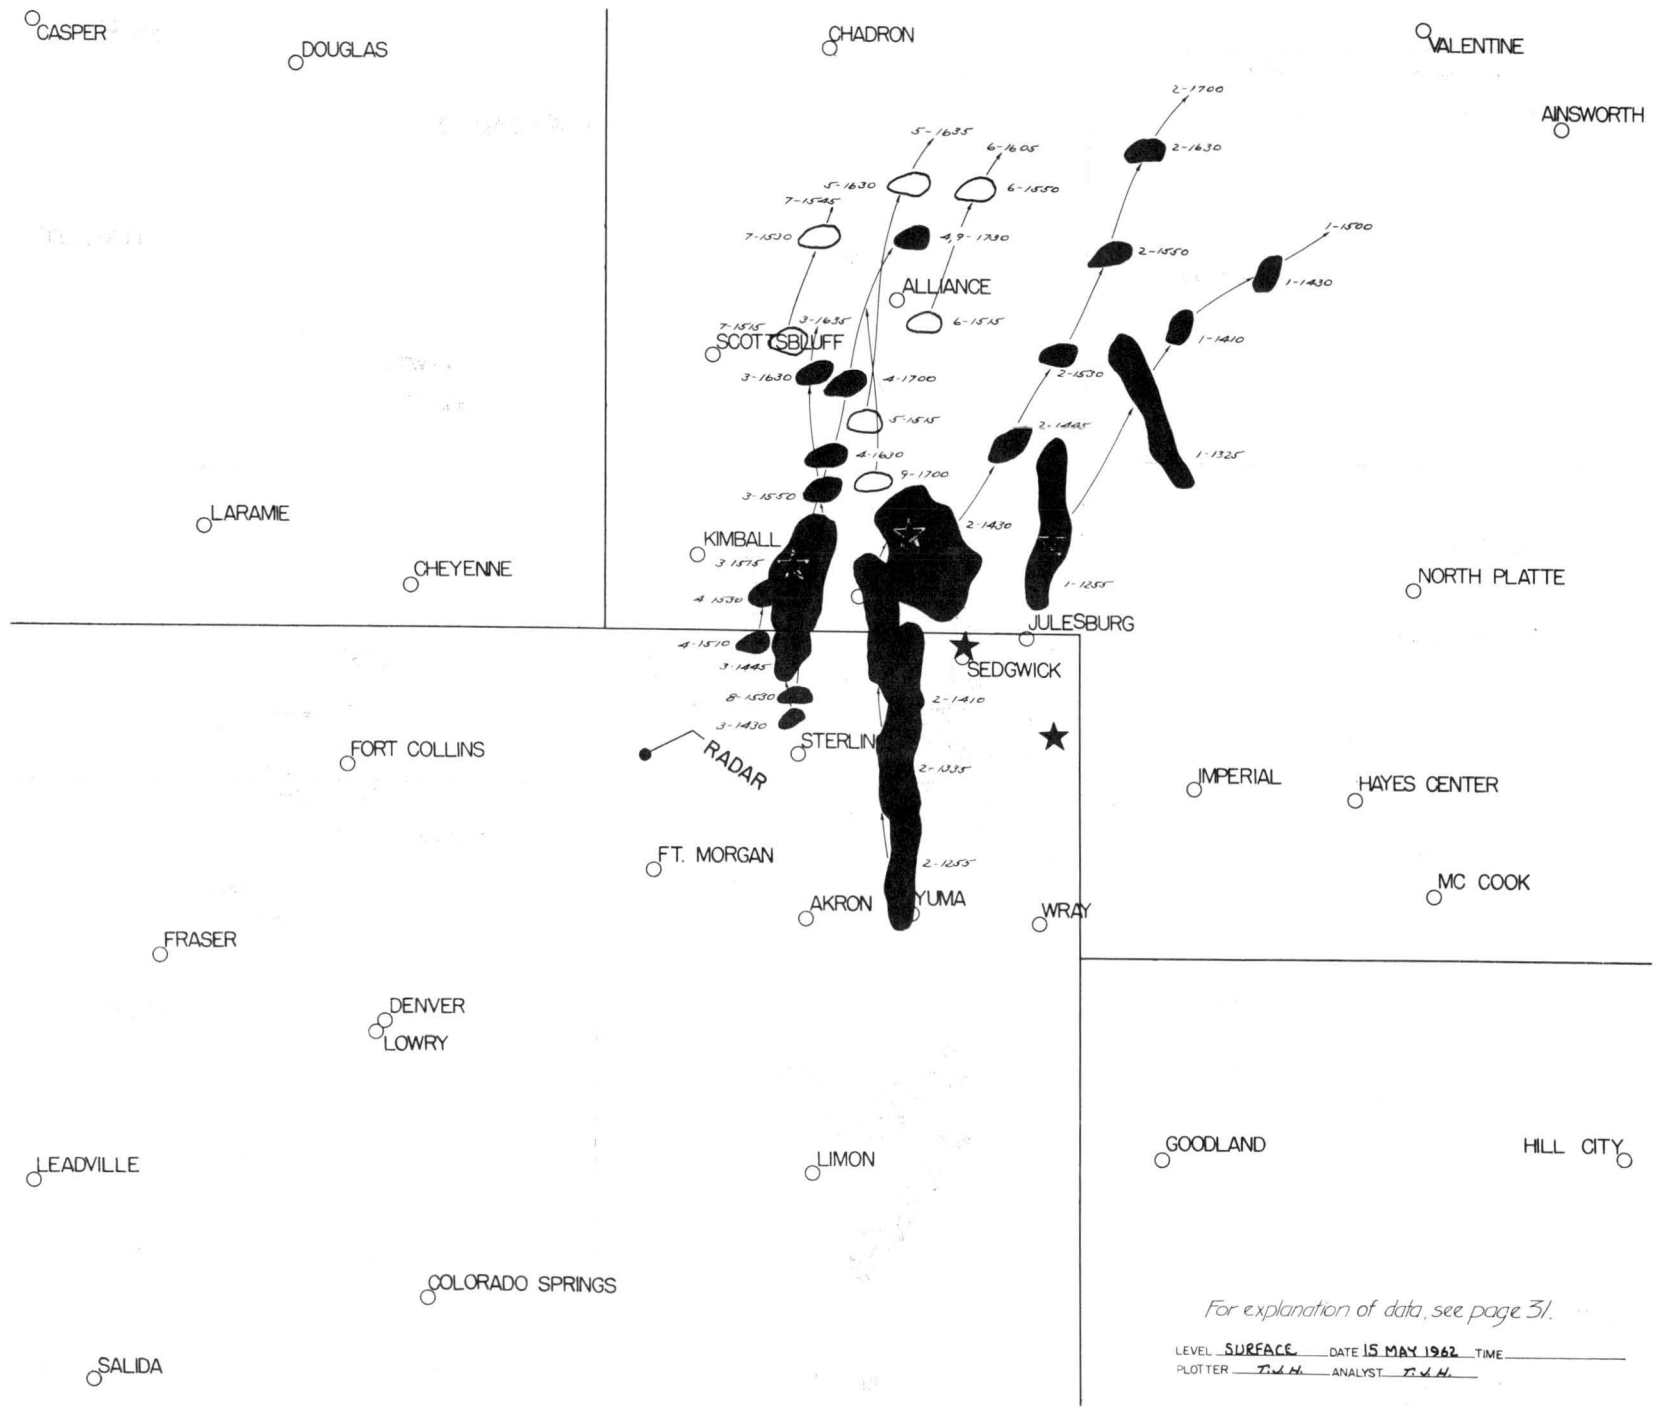 CASPER
DOUGLAS
CHADRON
VALENTINE
AINSWORTH
2-1700
2-1630
5-1635
6-1605
5-1630
6-1550
7-1545
7-1530
4,9-1730
2-1550
1-1500
1-1430
ALLIANCE
7-1515
3-1635
6-1515
SCOTTSBLUFF
1-1410
3-1630
4-1700
2-1530
5-1515
2-1445
4-1630
1-1325
9-1700
3-1550
LARAMIE
2-1430
KIMBALL
3 1515
CHEYENNE
1-1255
NORTH PLATTE
4 1530
JULESBURG
4-1510
3-1445
SEDGWICK
8-1530
2-1410
3-1430
STERLIN
FORT COLLINS
RADAR
2-1335
IMPERIAL
HAYES CENTER
FT. MORGAN
2-1255
MC COOK
AKRON
YUMA
WRAY
FRASER
DENVER
LOWRY
LEADVILLE
LIMON
GOODLAND
HILL CITY
COLORADO SPRINGS
For explanation of data, see page 31.
LEVEL SURFACE DATE 15 MAY 1962 TIME
PLOTTER T.J.H. ANALYST T.J.H.
SALIDA